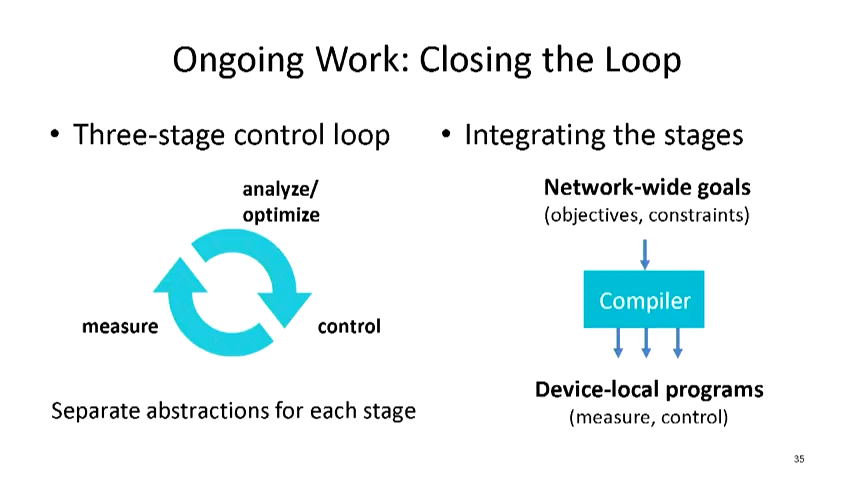 Ongoing Work: Closing the Loop
• Three-stage control loop
analyze/
optimize
measure
control
Separate abstractions for each stage
• Integrating the stages
Network-wide goals
(objectives, constraints)
Compiler
Device-local programs
(measure, control)
35